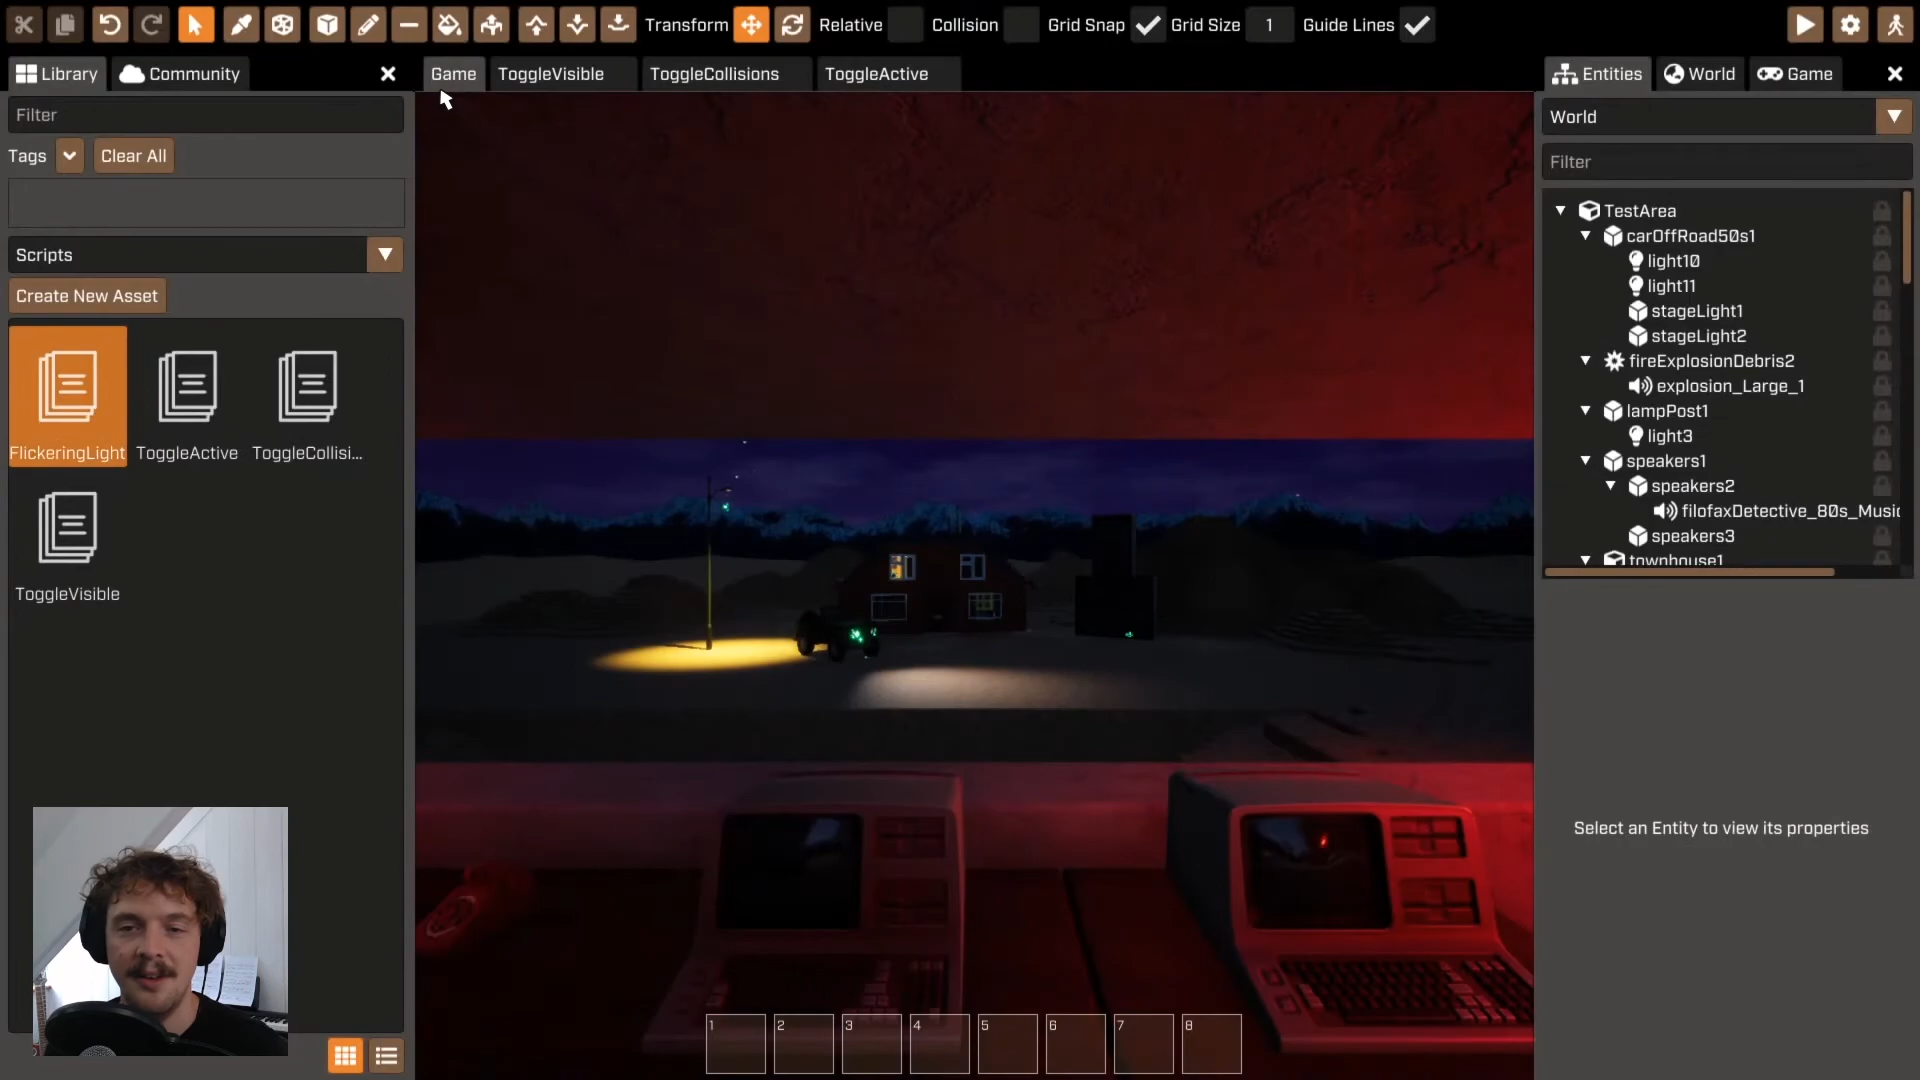 Transform
Relative
Collision
Grid Snap
Grid Size
1
Guide Lines
Library
Community
Game
ToggleVisible
ToggleCollisions
ToggleActive
Entities
World
Game
Filter
Tags
Clear All
Scripts
Create New Asset
FlickeringLight
ToggleActive
ToggleCollisi...
ToggleVisible
World
Filter
TestArea
carOffRoad50s1
light10
light11
stageLight1
stageLight2
fireExplosionDebris2
explosion_Large_1
lampPost1
light3
speakers1
speakers2
filofaxDetective_80s_Music
speakers3
townhouse1
Select an Entity to view its properties
1
2
3
4
5
6
7
8